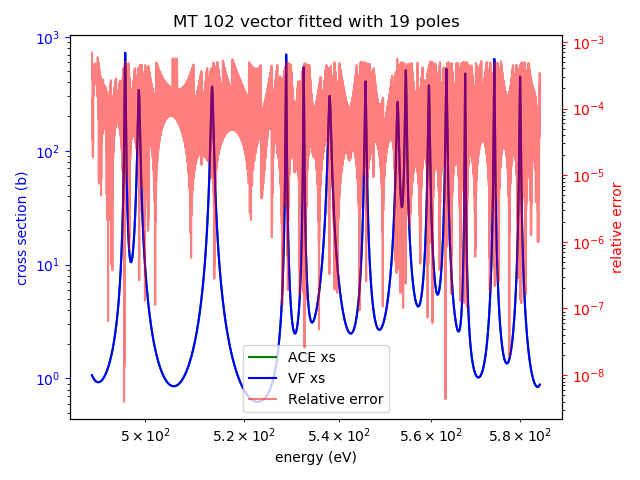 MT 102 vector fitted with 19 poles
10³
10²
10¹
10⁰
cross section (b)
10⁻³
10⁻⁴
10⁻⁵
10⁻⁶
10⁻⁷
10⁻⁸
relative error
ACE xs
VF xs
Relative error
5 × 10² 5.2 × 10² 5.4 × 10² 5.6 × 10² 5.8 × 10²
energy (eV)